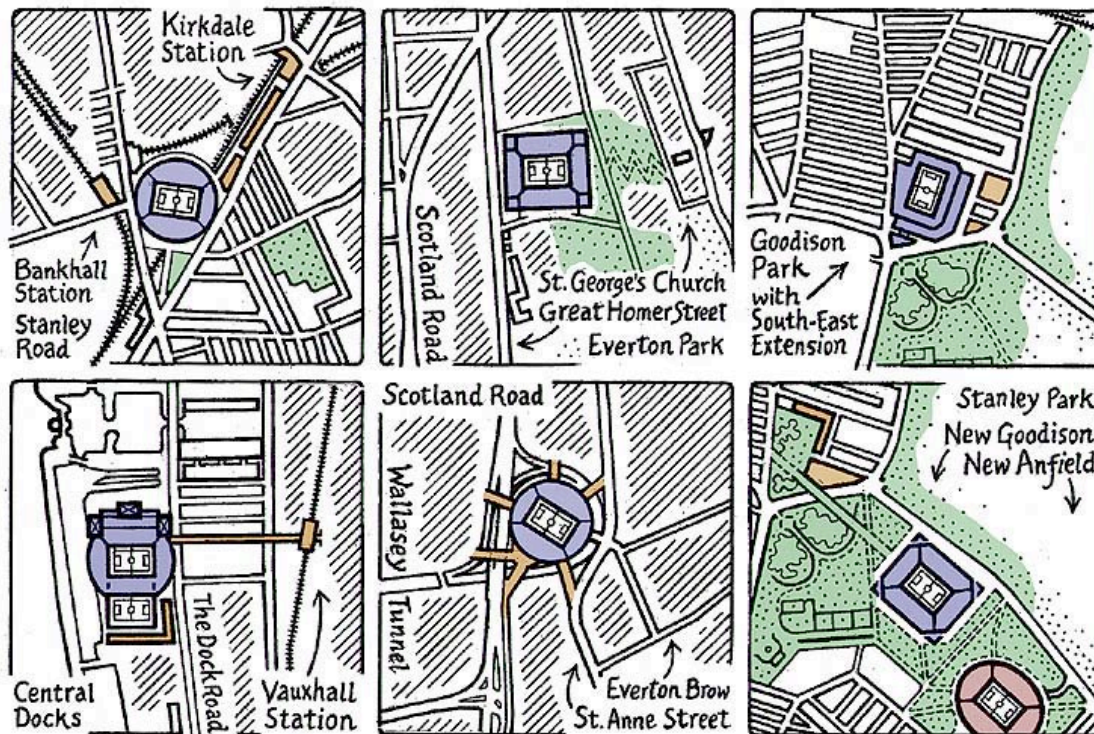 Kirkdale
Station
Bankhall
Station
Stanley
Road
Scotland Road
St. George's Church
Great Homer Street
Everton Park
Goodison
Park
with
South-East
Extension
Central
Docks
The Dock Road
Vauxhall
Station
Scotland Road
Wallasey
Tunnel
Everton Brow
St. Anne Street
Stanley Park
New Goodison
New Anfield